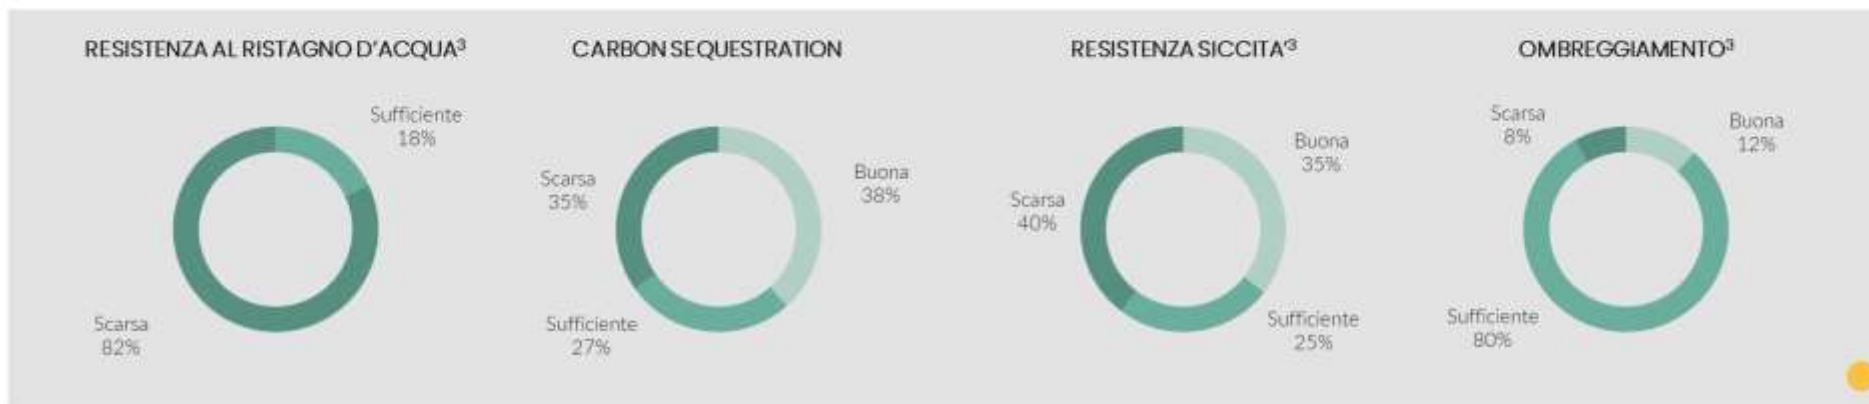 RESISTENZA AL RISTAGNO D'ACQUA³
Sufficiente
18%
Scarsa
82%
CARBON SEQUESTRATION
Scarsa
35%
Buona
38%
Sufficiente
27%
RESISTENZA SICCITA'³
Buona
35%
Scarsa
40%
Sufficiente
25%
OMBREGGIAMENTO³
Scarsa
8%
Buona
12%
Sufficiente
80%